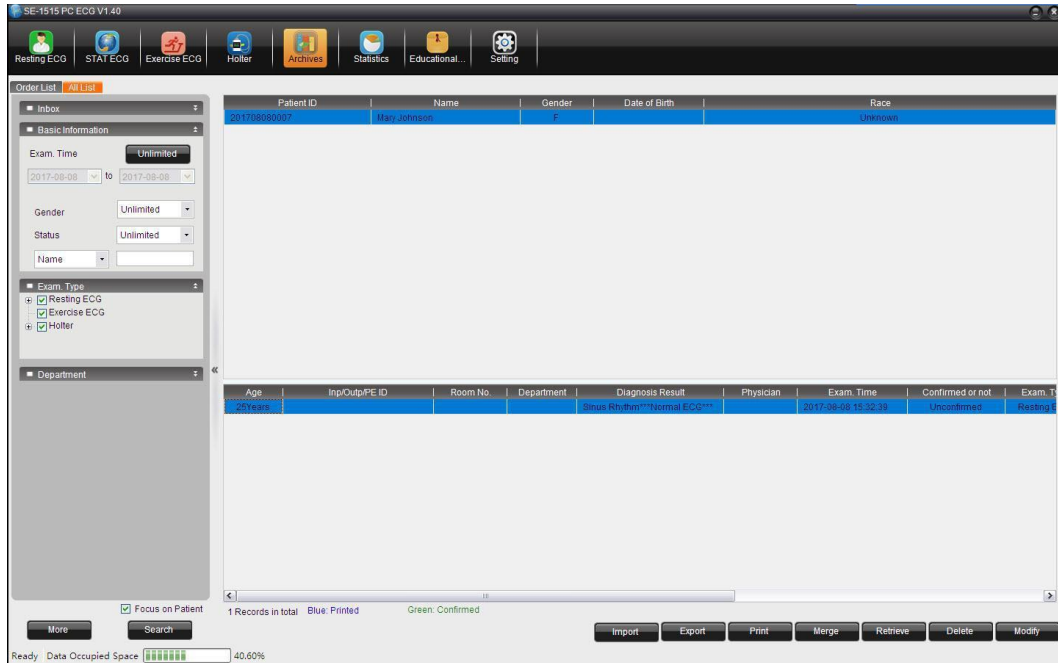 SE-1515 PC ECG V1.40
Resting ECG STAT ECG Exercise ECG Holter Archives Statistics Educational... Setting
Order List All List
Inbox
Basic Information
Exam. Time Unlimited
2017-08-08 to 2017-08-08
Gender Unlimited
Status Unlimited
Name
Exam. Type
Resting ECG
Exercise ECG
Holter
Department
Focus on Patient
More Search
Patient ID Name Gender Date of Birth Race
201708080007 Mary Johnson F Unknown
Age Inp/Outp/PE ID Room No. Department Diagnosis Result Physician Exam. Time Confirmed or not Exam. T
25Years Sinus Rhythm***Normal ECG*** 2017-08-08 15:32:39 Unconfirmed Resting E
1 Records in total Blue: Printed Green: Confirmed
Import Export Print Merge Retrieve Delete Modify
Ready Data Occupied Space 40.60%